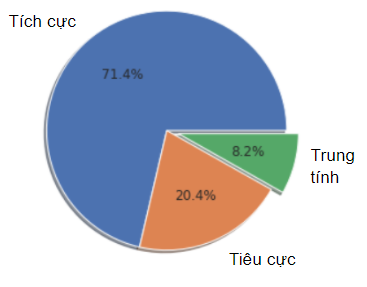 Tích cực
71.4%
8.2%
Trung
tính
20.4%
Tiêu cực